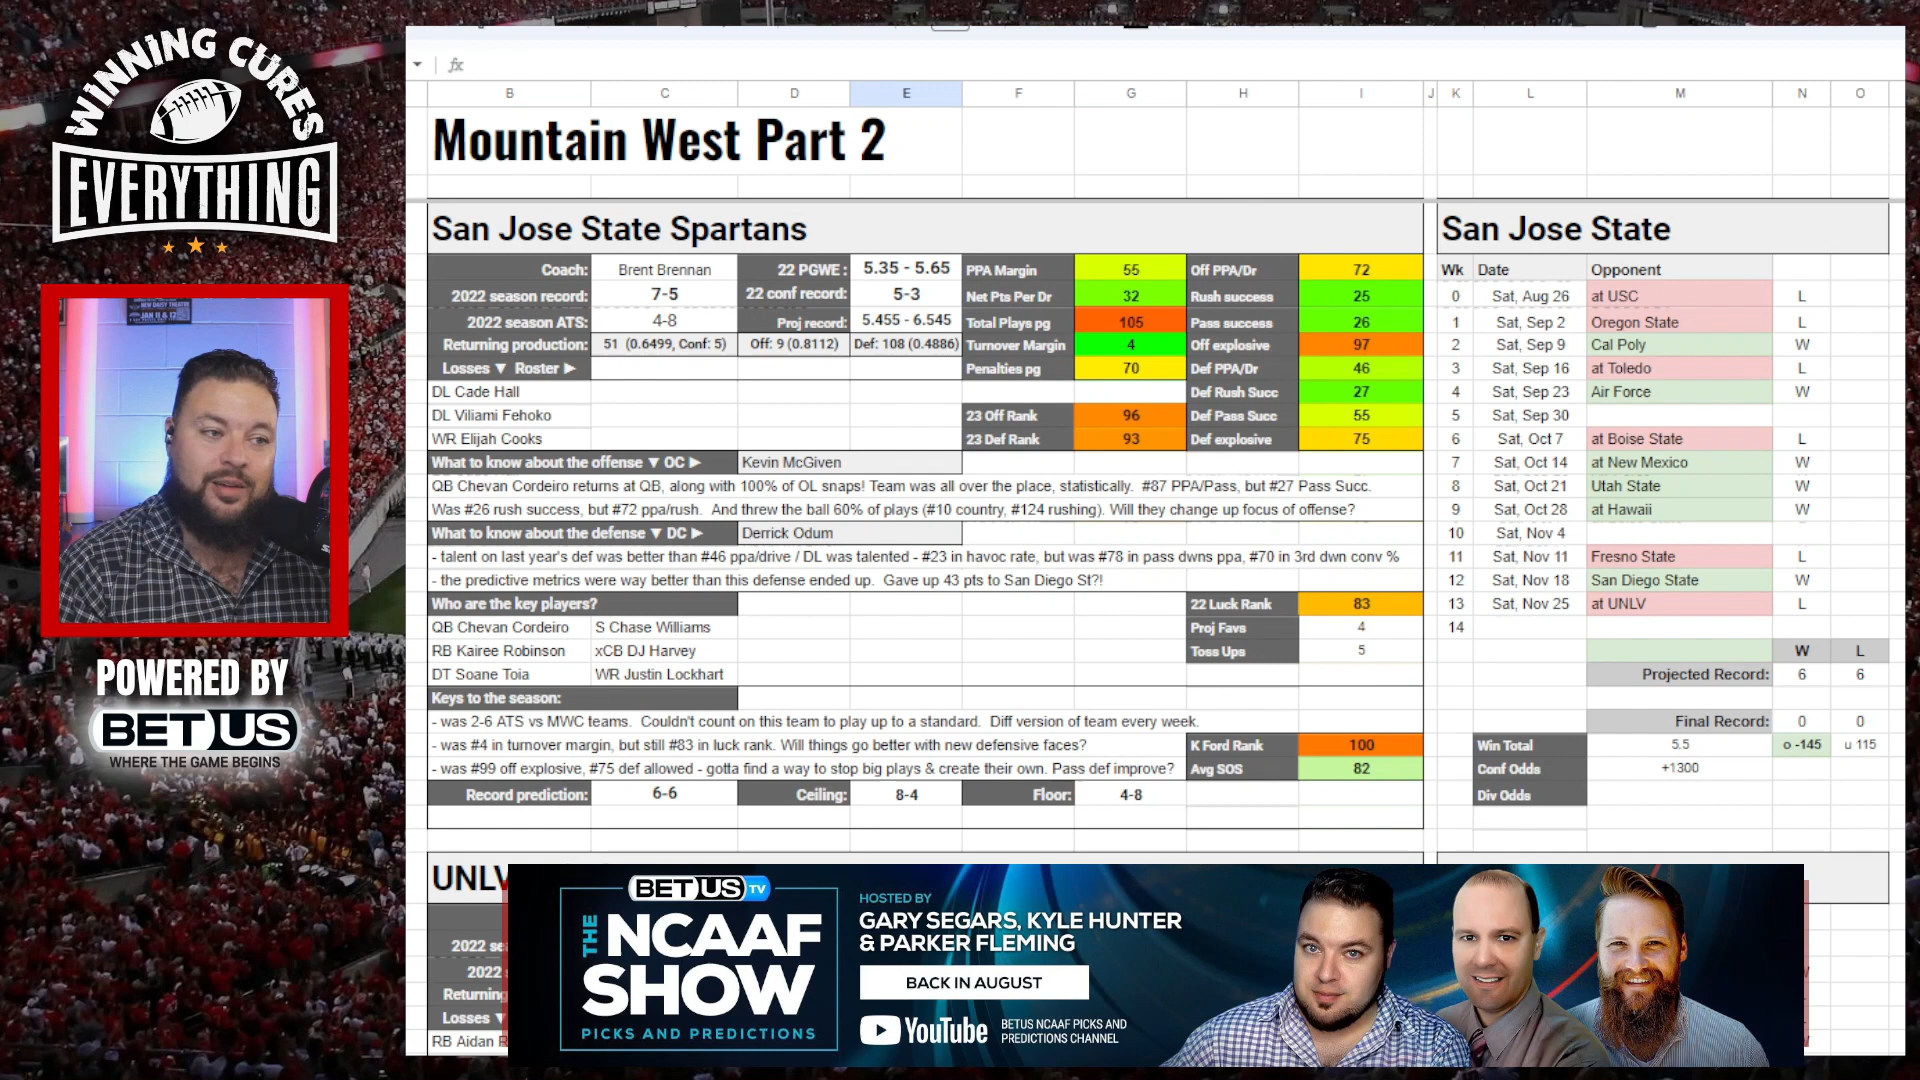 WINNING CURES
EVERYTHING
POWERED BY
BETUS
WHERE THE GAME BEGINS
fx
B C D E F G H I J K L M N O
Mountain West Part 2
San Jose State Spartans
Coach: Brent Brennan 22 PGWE : 5.35 - 5.65 PPA Margin 55 Off PPA/Dr 72
2022 season record: 7-5 22 conf record: 5-3 Net Pts Per Dr 32 Rush success 25
2022 season ATS: 4-8 Proj record: 5.455 - 6.545 Total Plays pg 105 Pass success 26
Returning production: 51 (0.6499, Conf: 5) Off: 9 (0.8112) Def: 108 (0.4886) Turnover Margin 4 Off explosive 97
Losses ▼ Roster ► Penalties pg 70 Def PPA/Dr 46
DL Cade Hall Def Rush Succ 27
DL Viliami Fehoko 23 Off Rank 96 Def Pass Succ 55
WR Elijah Cooks 23 Def Rank 93 Def explosive 75
What to know about the offense ▼ OC ► Kevin McGiven
QB Chevan Cordeiro returns at QB, along with 100% of OL snaps! Team was all over the place, statistically. #87 PPA/Pass, but #27 Pass Succ.
Was #26 rush success, but #72 ppa/rush. And threw the ball 60% of plays (#10 country, #124 rushing). Will they change up focus of offense?
What to know about the defense ▼ DC ► Derrick Odum
- talent on last year's def was better than #46 ppa/drive / DL was talented - #23 in havoc rate, but was #78 in pass dwns ppa, #70 in 3rd dwn conv %
- the predictive metrics were way better than this defense ended up. Gave up 43 pts to San Diego St?!
Who are the key players? 22 Luck Rank 83
QB Chevan Cordeiro S Chase Williams Proj Favs 4
RB Kairee Robinson xCB DJ Harvey Toss Ups 5
DT Soane Toia WR Justin Lockhart
Keys to the season:
- was 2-6 ATS vs MWC teams. Couldn't count on this team to play up to a standard. Diff version of team every week.
- was #4 in turnover margin, but still #83 in luck rank. Will things go better with new defensive faces? K Ford Rank 100
- was #99 off explosive, #75 def allowed - gotta find a way to stop big plays & create their own. Pass def improve? Avg SOS 82
Record prediction: 6-6 Ceiling: 8-4 Floor: 4-8
San Jose State
Wk Date Opponent
0 Sat, Aug 26 at USC L
1 Sat, Sep 2 Oregon State L
2 Sat, Sep 9 Cal Poly W
3 Sat, Sep 16 at Toledo L
4 Sat, Sep 23 Air Force W
5 Sat, Sep 30
6 Sat, Oct 7 at Boise State L
7 Sat, Oct 14 at New Mexico W
8 Sat, Oct 21 Utah State W
9 Sat, Oct 28 at Hawaii W
10 Sat, Nov 4
11 Sat, Nov 11 Fresno State L
12 Sat, Nov 18 San Diego State W
13 Sat, Nov 25 at UNLV L
14
W L
Projected Record: 6 6
Final Record: 0 0
Win Total 5.5 o -145 u 115
Conf Odds +1300
Div Odds
UNLV
2022
2022
Returning
Losses ▼
RB Aidan
BETUS TV
THE NCAAF SHOW
PICKS AND PREDICTIONS
HOSTED BY
GARY SEGARS, KYLE HUNTER
& PARKER FLEMING
BACK IN AUGUST
YouTube
BETUS NCAAF PICKS AND
PREDICTIONS CHANNEL